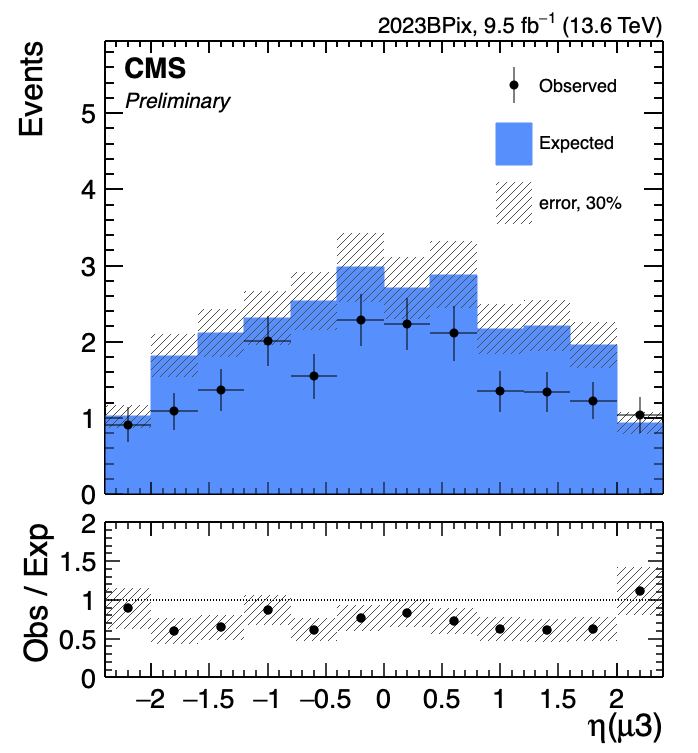 2023BPix, 9.5 fb⁻¹ (13.6 TeV)
CMS
Preliminary
Observed
Expected
error, 30%
Events
5
4
3
2
1
0
Obs / Exp
2
1.5
1
0.5
0
−2 −1.5 −1 −0.5 0 0.5 1 1.5 2
η(μ3)